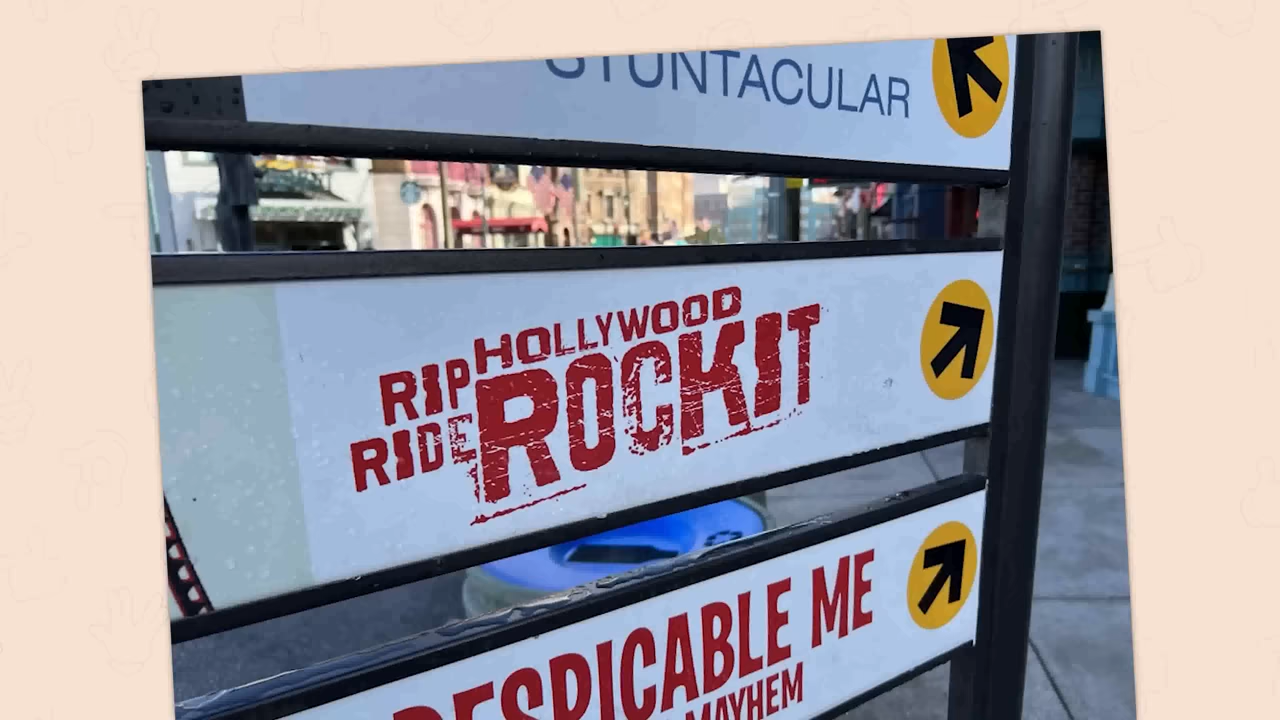 STUNTACULAR
HOLLYWOOD
RIP
RIDE ROCKIT
DESPICABLE ME
MAYHEM